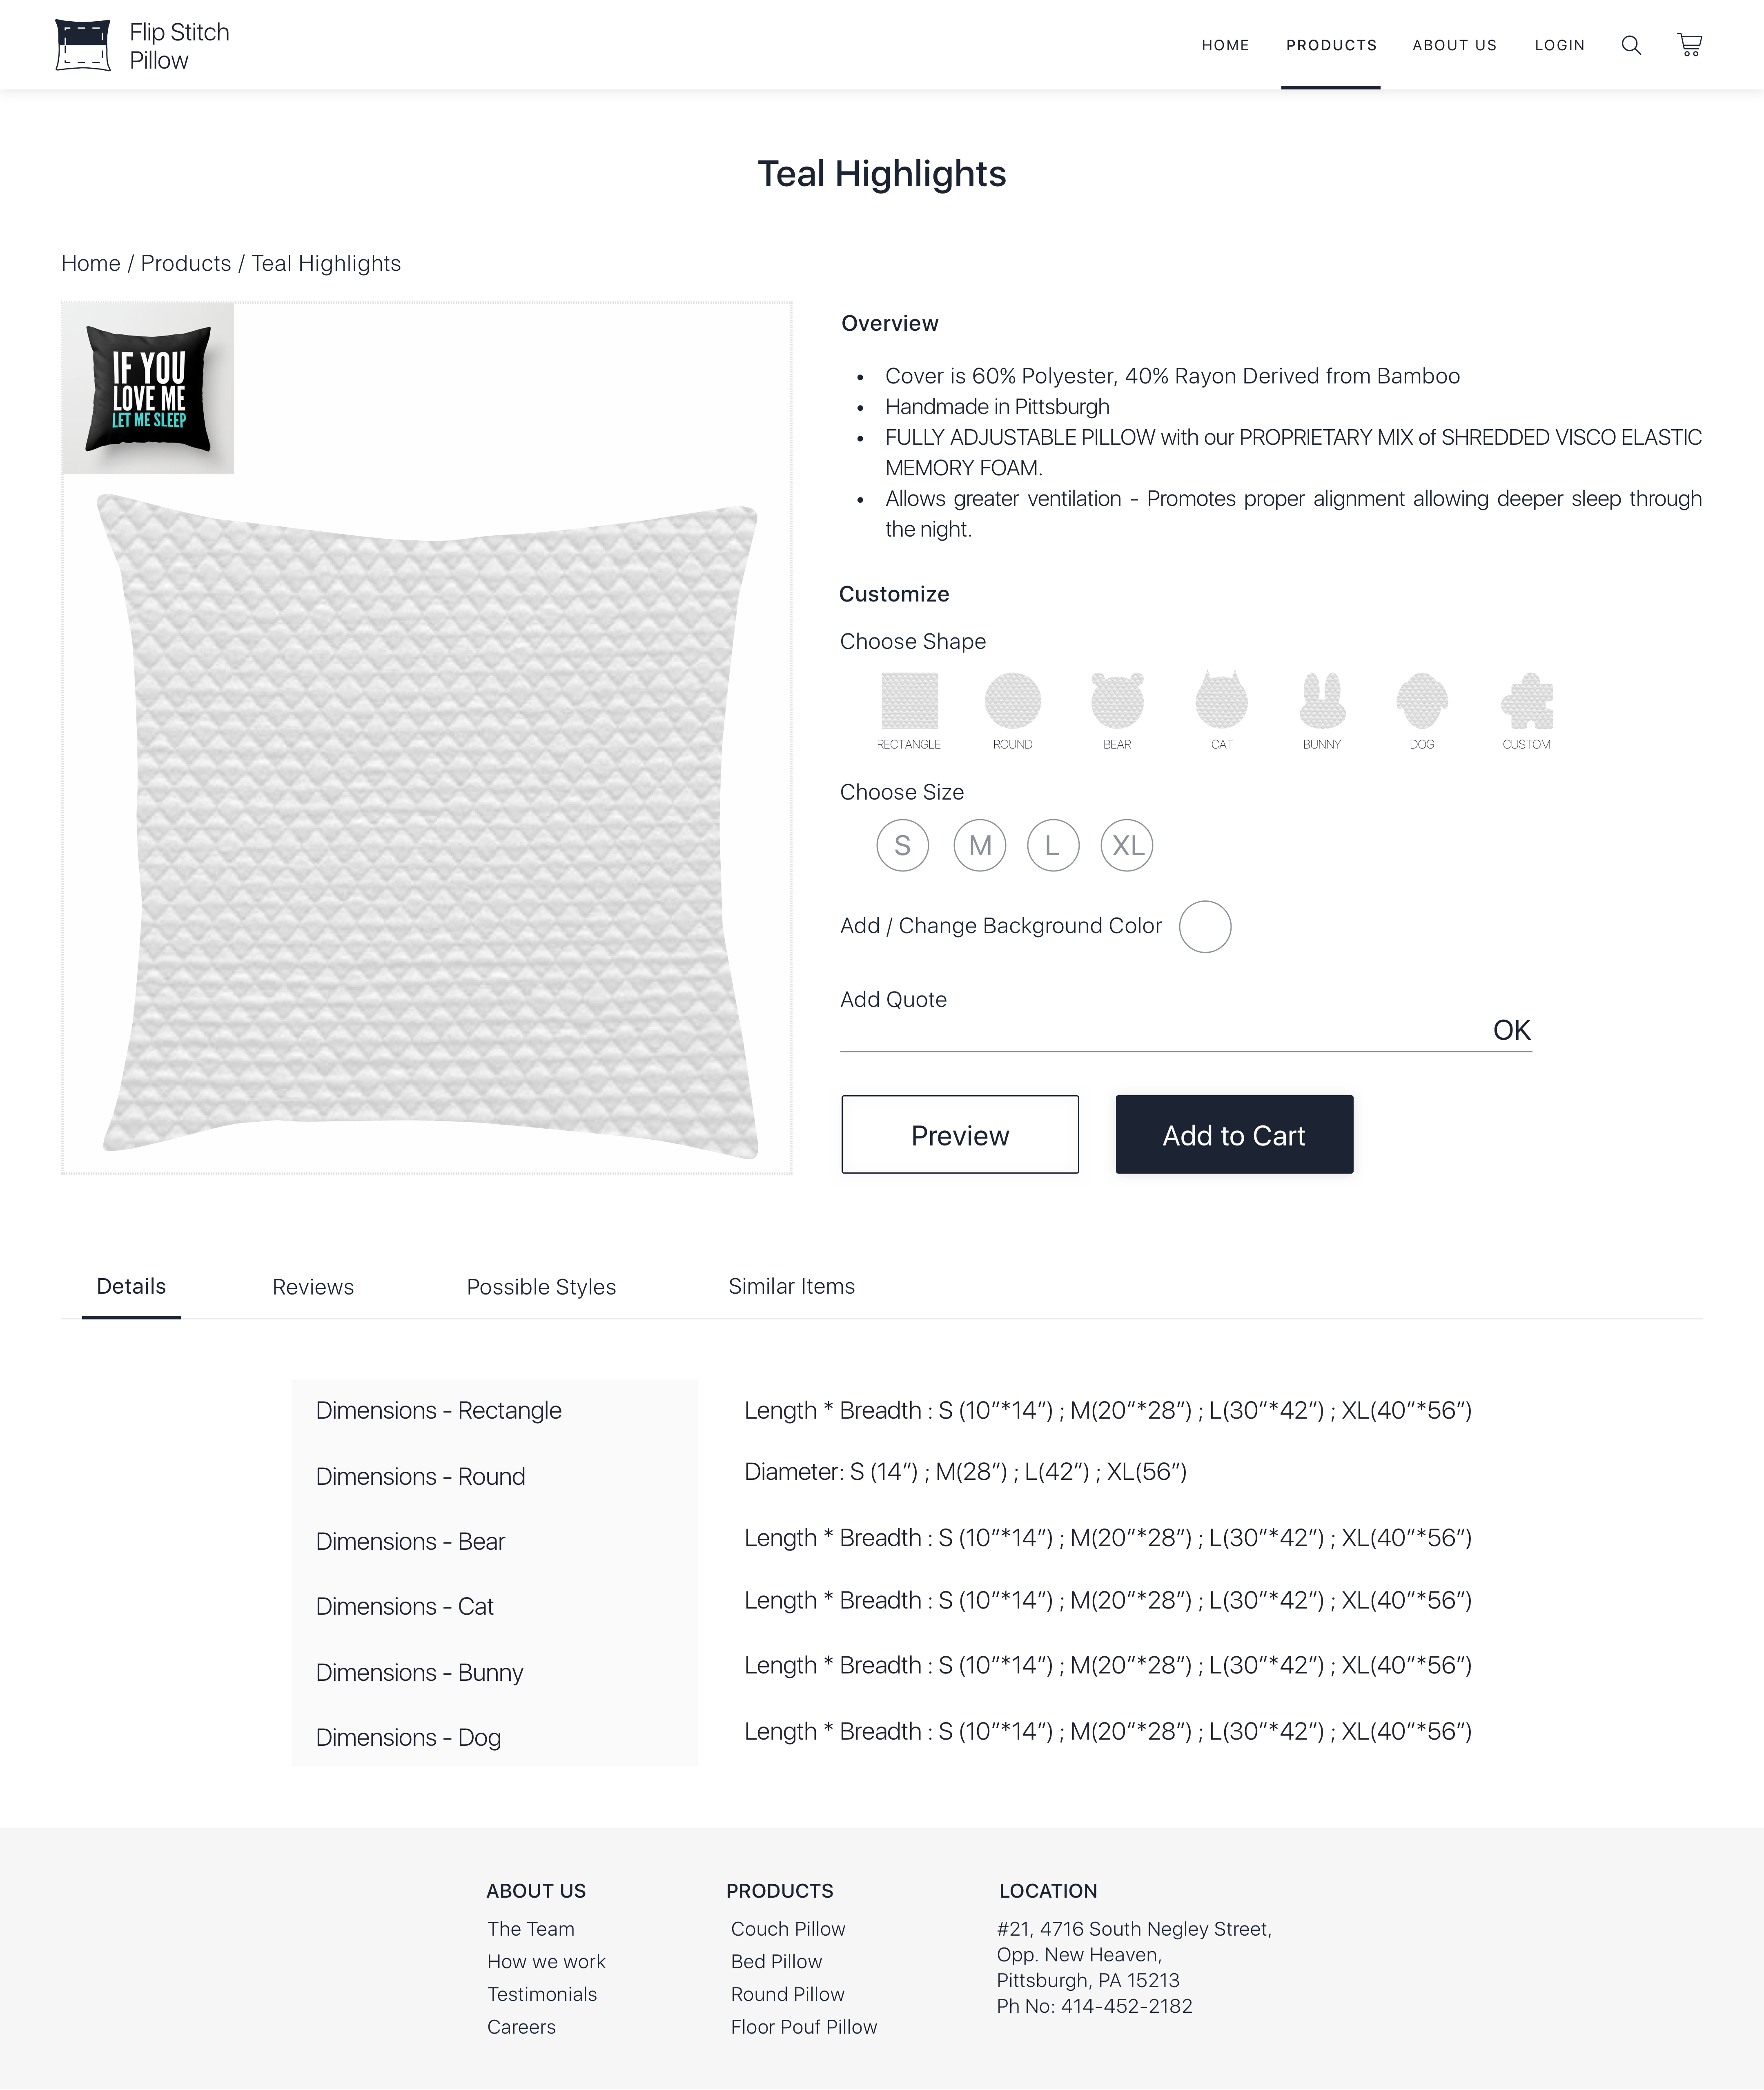 Flip Stitch
Pillow
HOME PRODUCTS ABOUT US LOGIN
Teal Highlights
Home / Products / Teal Highlights
IF YOU
LOVE ME
LET ME SLEEP
Overview
• Cover is 60% Polyester, 40% Rayon Derived from Bamboo
• Handmade in Pittsburgh
• FULLY ADJUSTABLE PILLOW with our PROPRIETARY MIX of SHREDDED VISCO ELASTIC
MEMORY FOAM.
• Allows greater ventilation - Promotes proper alignment allowing deeper sleep through
the night.
Customize
Choose Shape
RECTANGLE ROUND BEAR CAT BUNNY DOG CUSTOM
Choose Size
S M L XL
Add / Change Background Color
Add Quote
OK
Preview Add to Cart
Details Reviews Possible Styles Similar Items
Dimensions - Rectangle Length * Breadth : S (10”*14”) ; M(20”*28”) ; L(30”*42”) ; XL(40”*56”)
Dimensions - Round Diameter: S (14”) ; M(28”) ; L(42”) ; XL(56”)
Dimensions - Bear Length * Breadth : S (10”*14”) ; M(20”*28”) ; L(30”*42”) ; XL(40”*56”)
Dimensions - Cat Length * Breadth : S (10”*14”) ; M(20”*28”) ; L(30”*42”) ; XL(40”*56”)
Dimensions - Bunny Length * Breadth : S (10”*14”) ; M(20”*28”) ; L(30”*42”) ; XL(40”*56”)
Dimensions - Dog Length * Breadth : S (10”*14”) ; M(20”*28”) ; L(30”*42”) ; XL(40”*56”)
ABOUT US
The Team
How we work
Testimonials
Careers
PRODUCTS
Couch Pillow
Bed Pillow
Round Pillow
Floor Pouf Pillow
LOCATION
#21, 4716 South Negley Street,
Opp. New Heaven,
Pittsburgh, PA 15213
Ph No: 414-452-2182